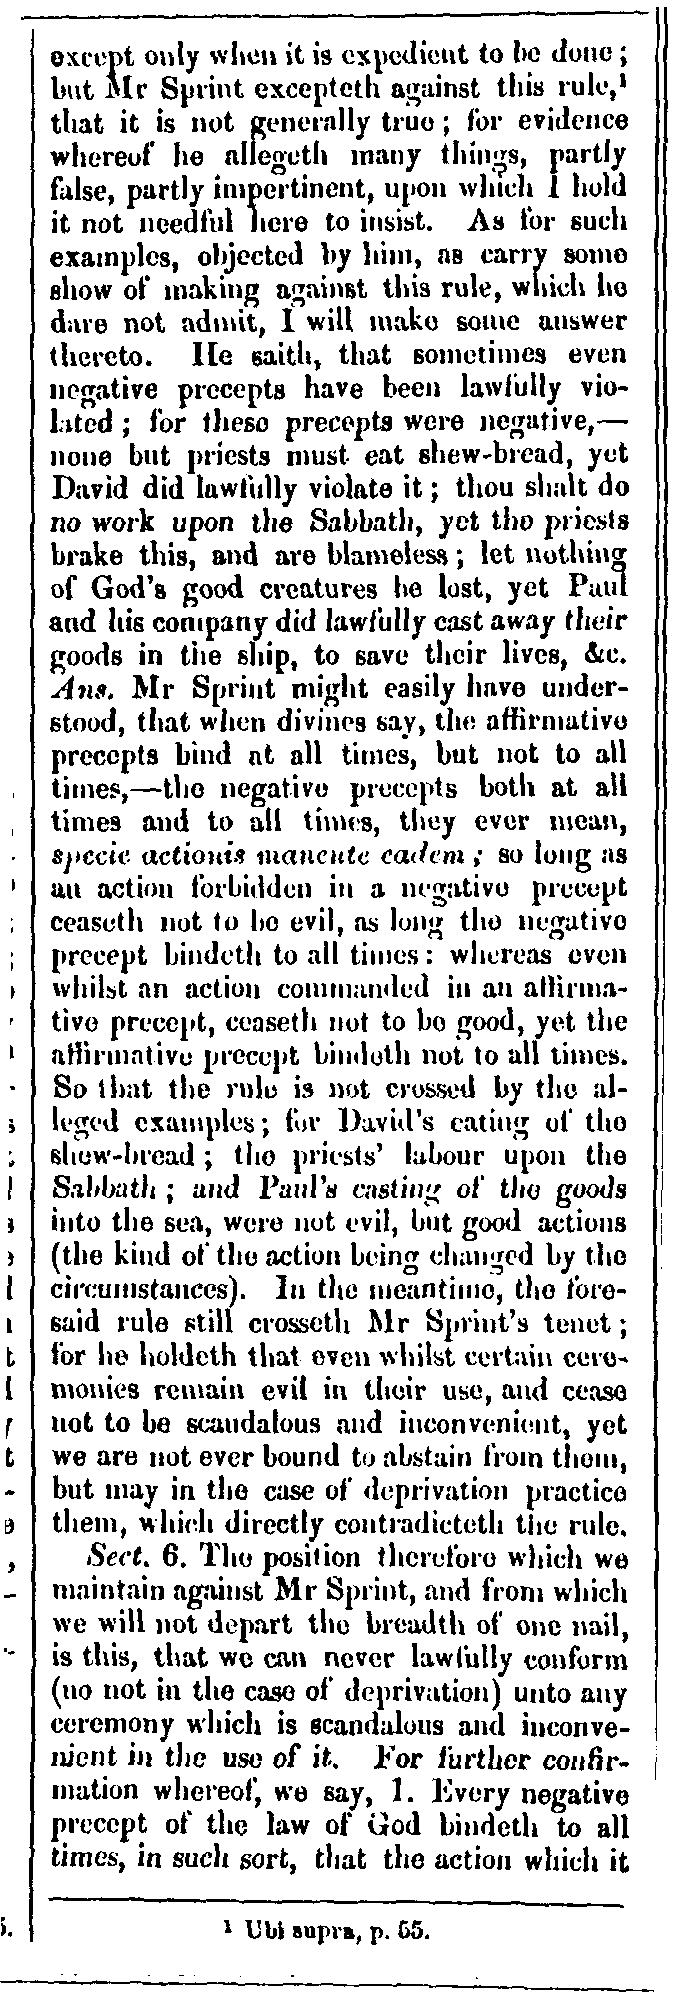 except only when it is expedient to be done;
but Mr Sprint excepteth against this rule,¹
that it is not generally true; for evidence
whereof he allegeth many things, partly
false, partly impertinent, upon which I hold
it not needful here to insist. As for such
examples, objected by him, as carry some
show of making against this rule, which he
dare not admit, I will make some answer
thereto. He saith, that sometimes even
negative precepts have been lawfully vio-
lated; for these precepts were negative,—
none but priests must eat shew-bread, yet
David did lawfully violate it; thou shalt do
no work upon the Sabbath, yet the priests
brake this, and are blameless; let nothing
of God's good creatures be lost, yet Paul
and his company did lawfully cast away their
goods in the ship, to save their lives, &c.
Ans. Mr Sprint might easily have under-
stood, that when divines say, the affirmative
precepts bind at all times, but not to all
times,—the negative precepts both at all
times and to all times, they ever mean,
specie actionis manente eadem; so long as
an action forbidden in a negative precept
ceaseth not to be evil, as long the negative
precept bindeth to all times: whereas even
whilst an action commanded in an affirma-
tive precept, ceaseth not to be good, yet the
affirmative precept bindeth not to all times.
So that the rule is not crossed by the al-
leged examples; for David's eating of the
shew-bread; the priests' labour upon the
Sabbath; and Paul's casting of the goods
into the sea, were not evil, but good actions
(the kind of the action being changed by the
circumstances). In the meantime, the fore-
said rule still crosseth Mr Sprint's tenet;
for he holdeth that even whilst certain cere-
monies remain evil in their use, and cease
not to be scandalous and inconvenient, yet
we are not ever bound to abstain from them,
but may in the case of deprivation practice
them, which directly contradicteth the rule.
Sect. 6. The position therefore which we
maintain against Mr Sprint, and from which
we will not depart the breadth of one nail,
is this, that we can never lawfully conform
(no not in the case of deprivation) unto any
ceremony which is scandalous and inconve-
nient in the use of it. For further confir-
mation whereof, we say, 1. Every negative
precept of the law of God bindeth to all
times, in such sort, that the action which it
¹ Ubi supra, p. 55.